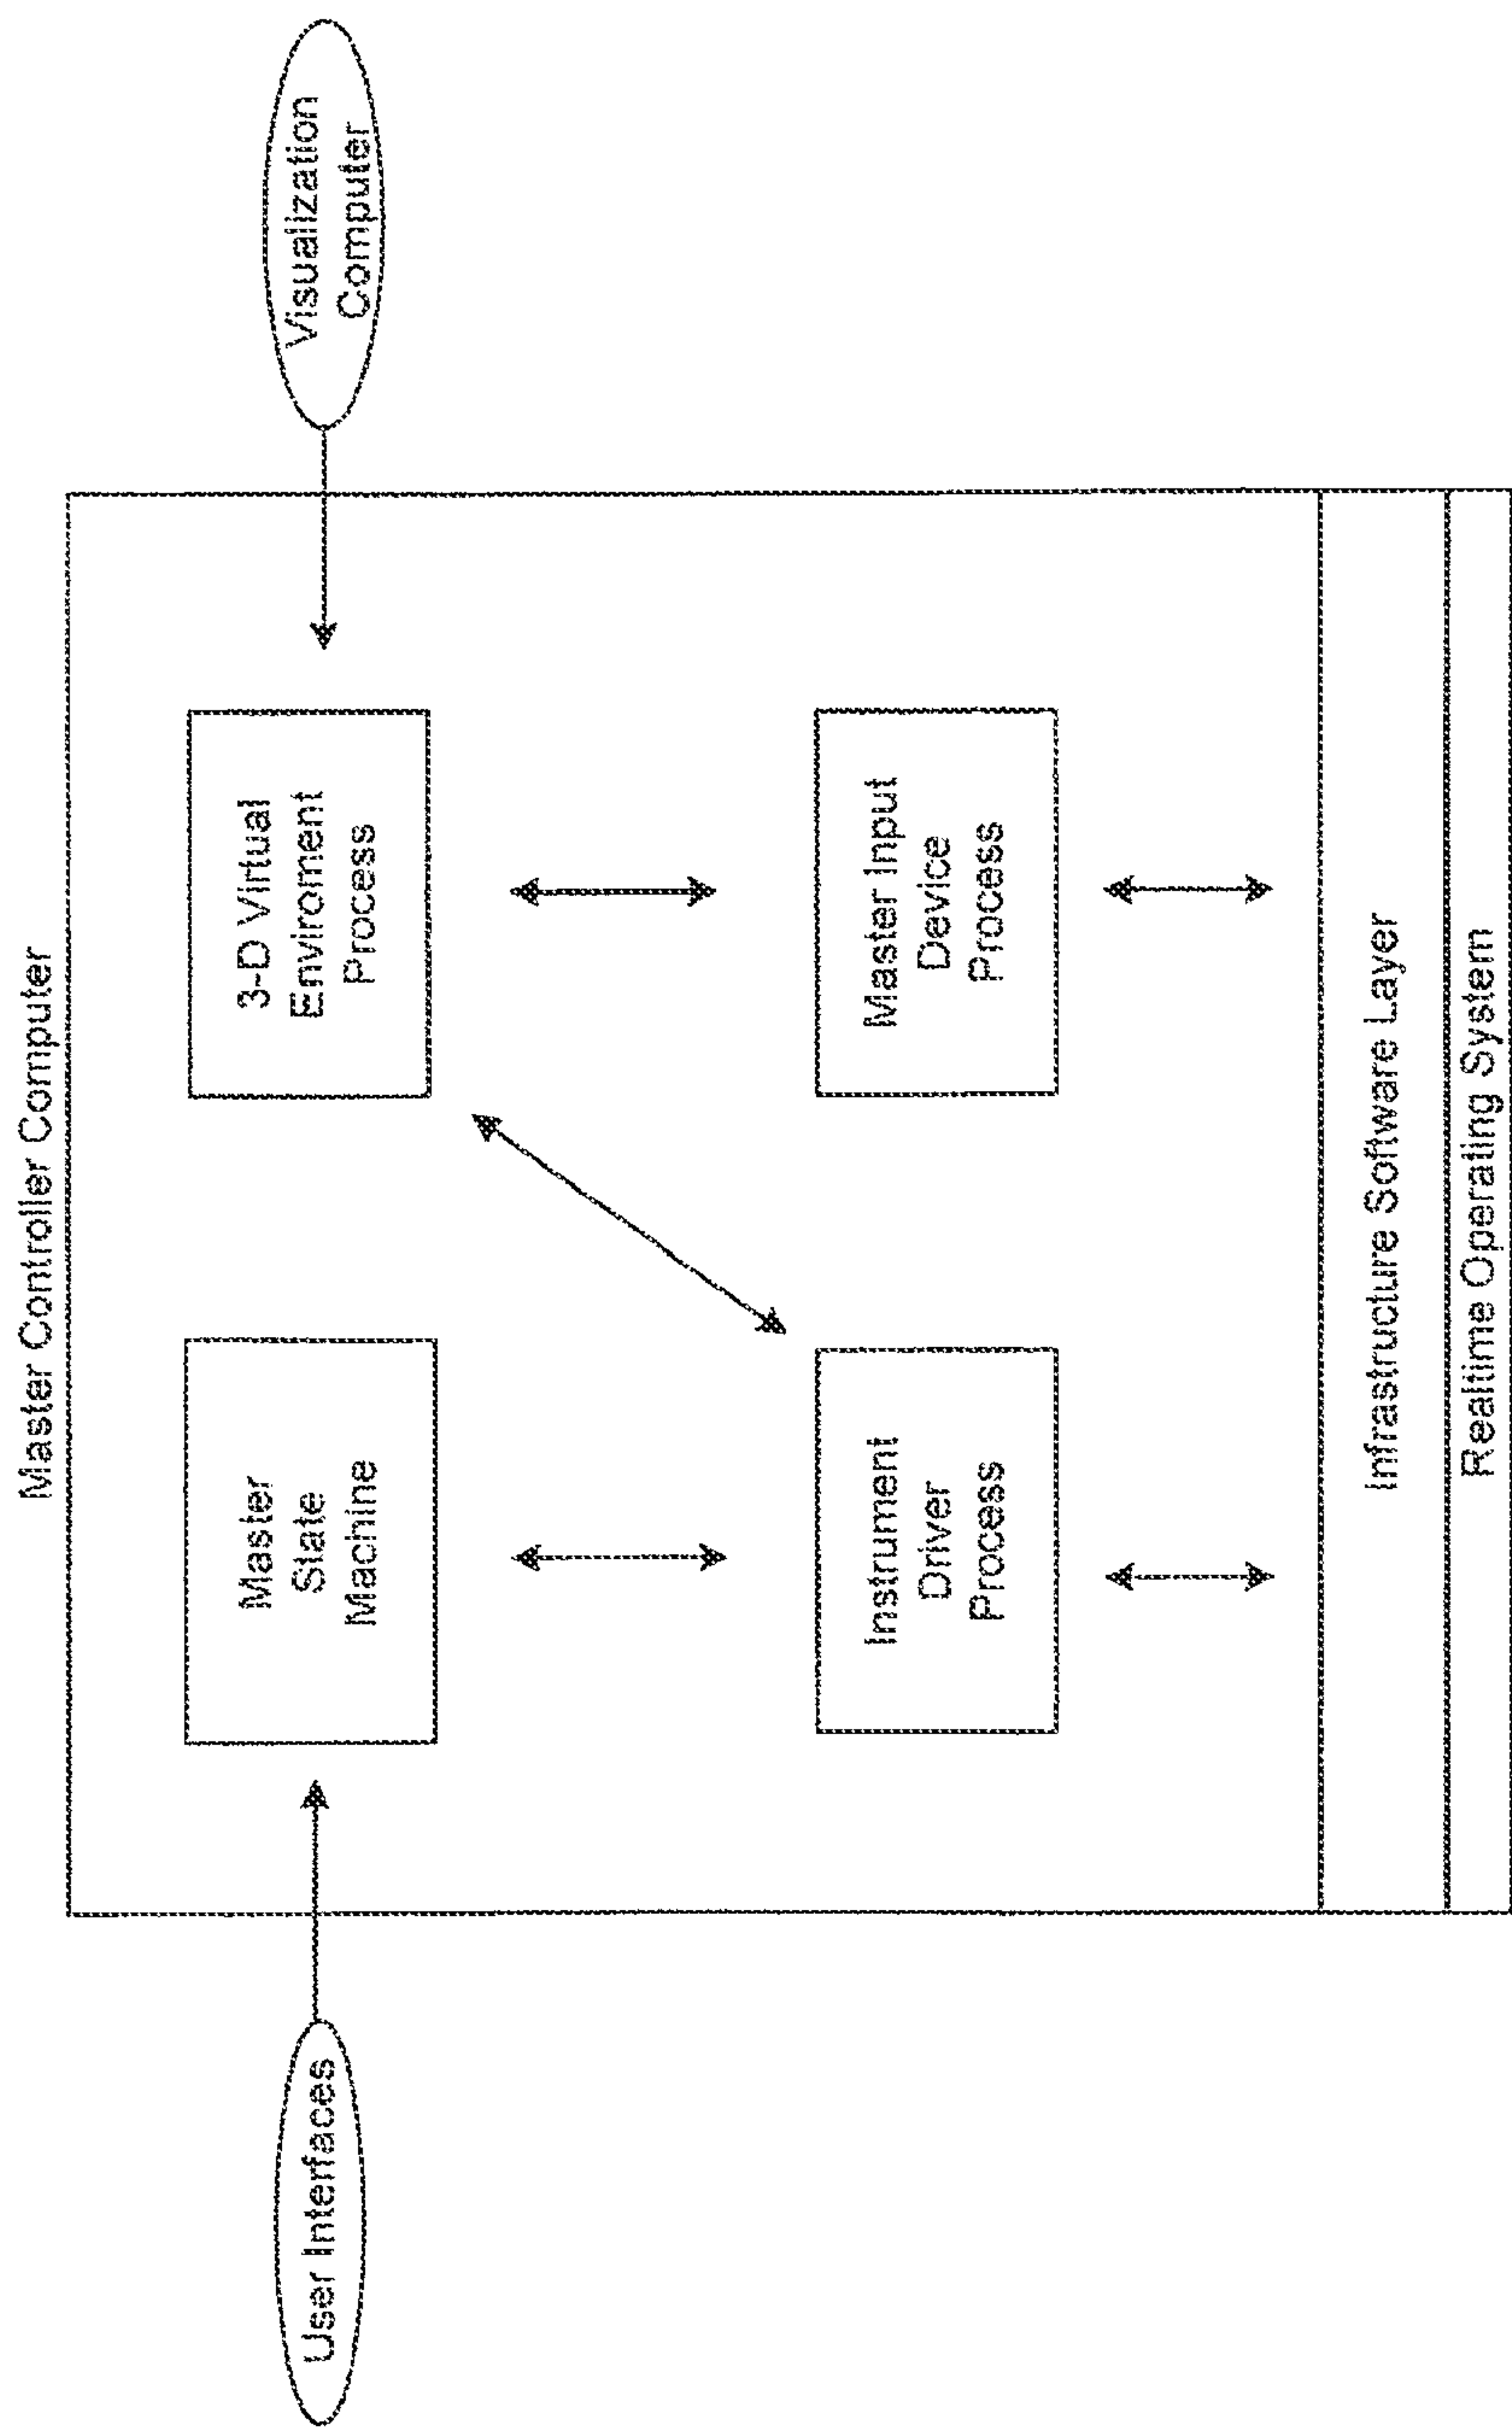 Master Controller Computer
User Interfaces
Master
State
Machine
3-D Virtual
Enviroment
Process
Visualization
Computer
Instrument
Driver
Process
Master Input
Device
Process
Infrastructure Software Layer
Realtime Operating System